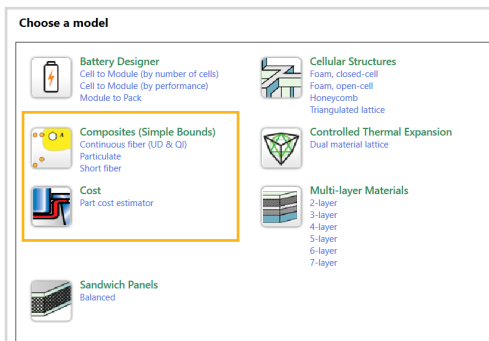 Choose a model
Battery Designer
Cell to Module (by number of cells)
Cell to Module (by performance)
Module to Pack
Cellular Structures
Foam, closed-cell
Foam, open-cell
Honeycomb
Triangulated lattice
Composites (Simple Bounds)
Continuous fiber (UD & QI)
Particulate
Short fiber
Controlled Thermal Expansion
Dual material lattice
Cost
Part cost estimator
Multi-layer Materials
2-layer
3-layer
4-layer
5-layer
6-layer
7-layer
Sandwich Panels
Balanced